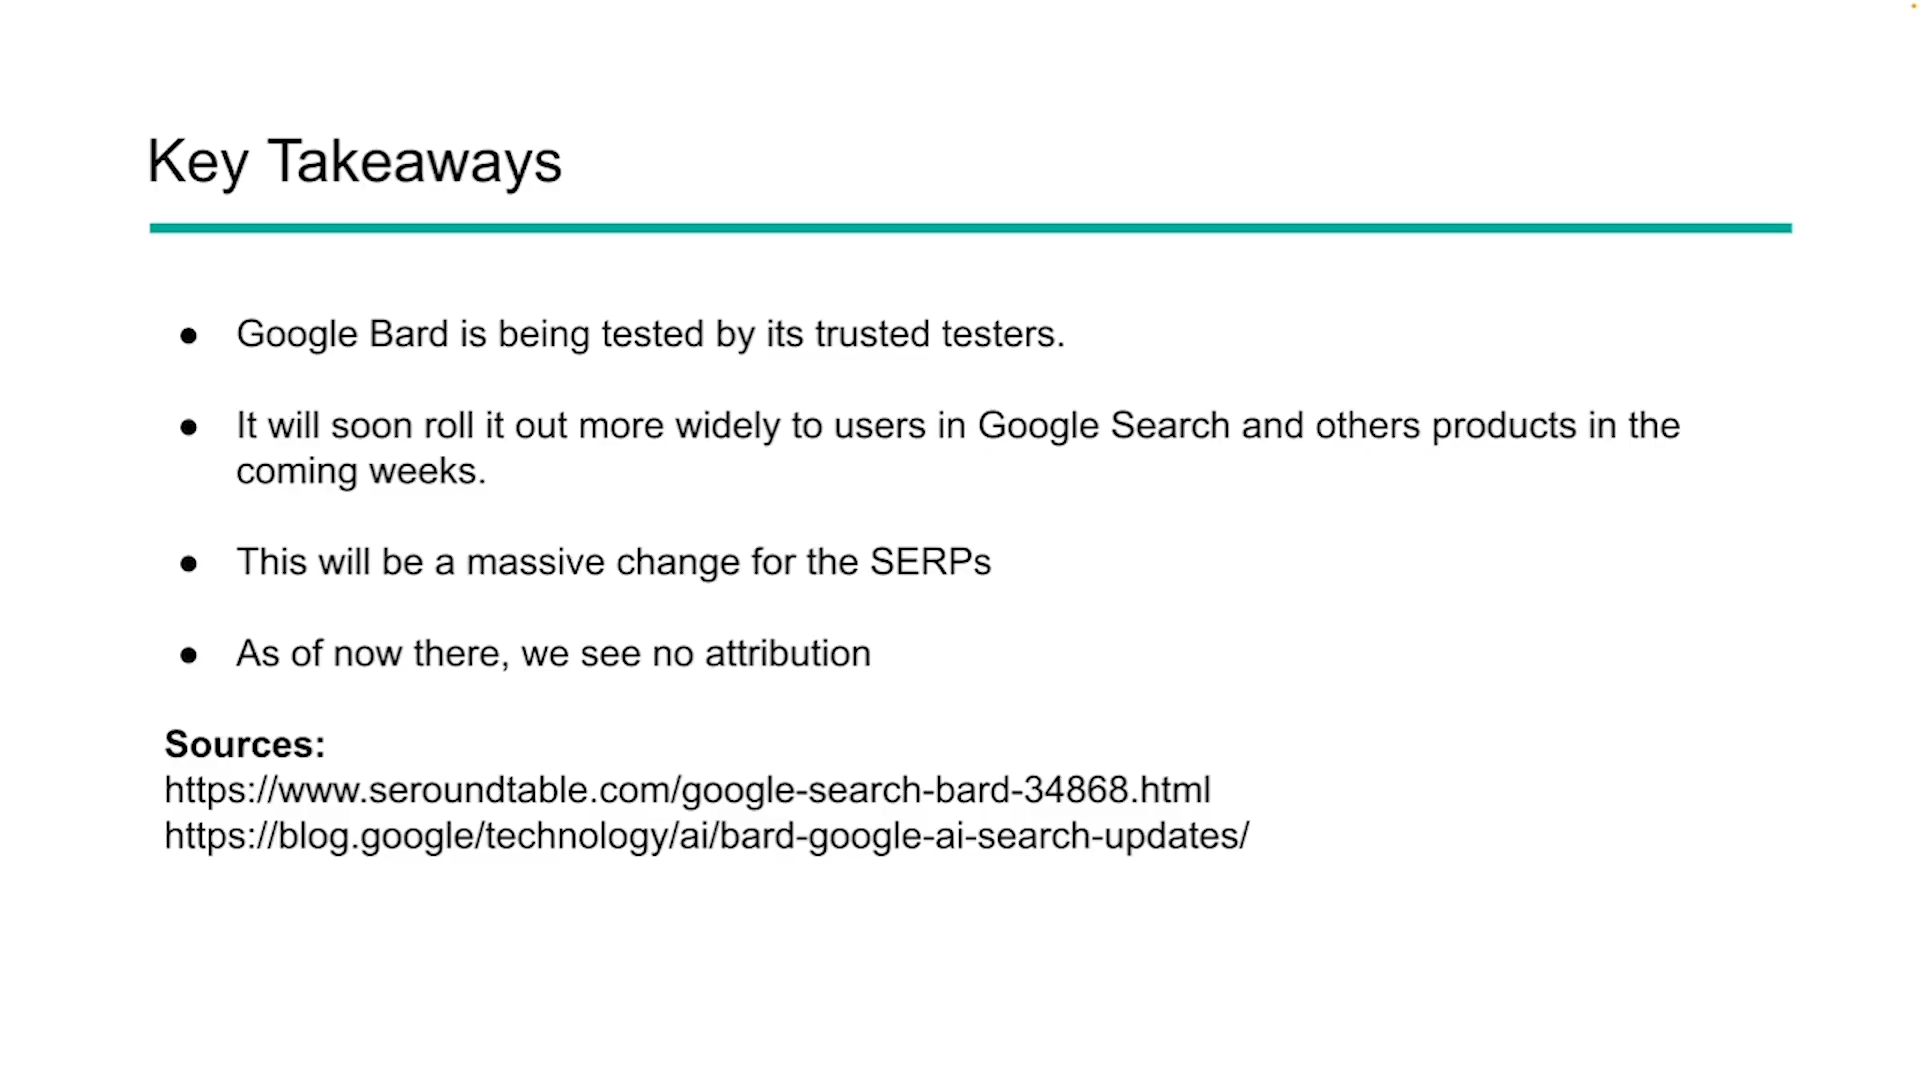 Key Takeaways
● Google Bard is being tested by its trusted testers.
● It will soon roll it out more widely to users in Google Search and others products in the
coming weeks.
● This will be a massive change for the SERPs
● As of now there, we see no attribution
Sources:
https://www.seroundtable.com/google-search-bard-34868.html
https://blog.google/technology/ai/bard-google-ai-search-updates/